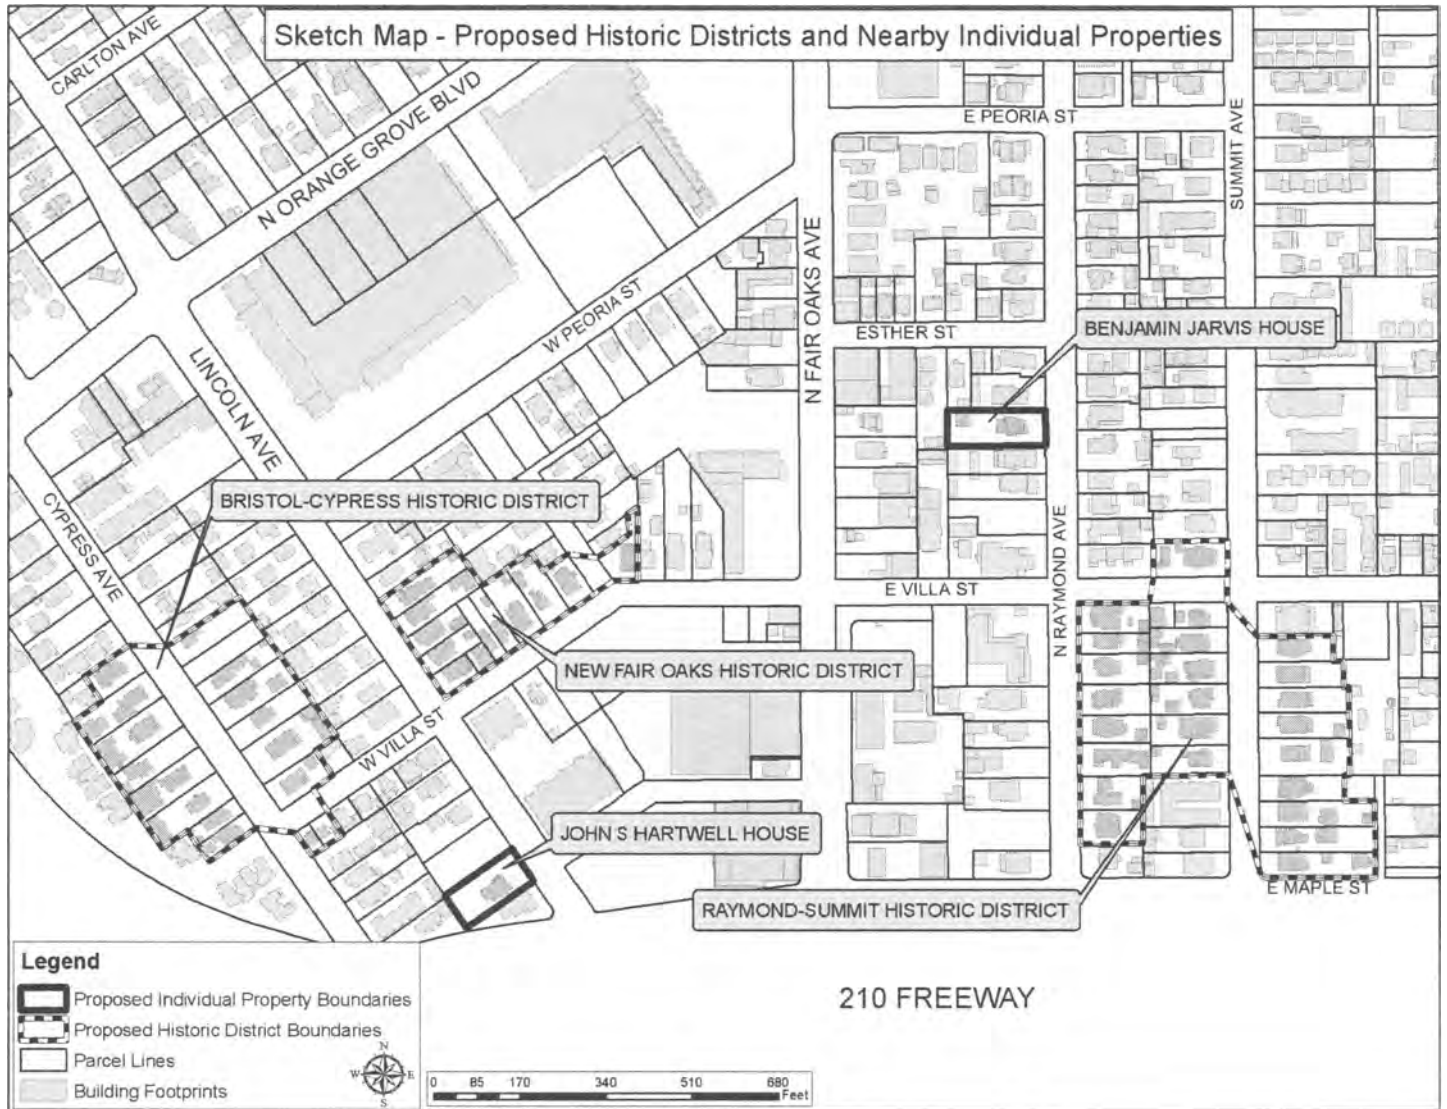 Sketch Map - Proposed Historic Districts and Nearby Individual Properties
CARLTON AVE
N ORANGE GROVE BLVD
E PEORIA ST
SUMMIT AVE
W PEORIA ST
N FAIR OAKS AVE
ESTHER ST
BENJAMIN JARVIS HOUSE
LINCOLN AVE
CYPRESS AVE
BRISTOL-CYPRESS HISTORIC DISTRICT
N RAYMOND AVE
E VILLA ST
NEW FAIR OAKS HISTORIC DISTRICT
W VILLA ST
JOHN S HARTWELL HOUSE
RAYMOND-SUMMIT HISTORIC DISTRICT
E MAPLE ST
210 FREEWAY
Legend
Proposed Individual Property Boundaries
Proposed Historic District Boundaries
Parcel Lines
Building Footprints
N
W E
S
0 85 170 340 510 680
Feet